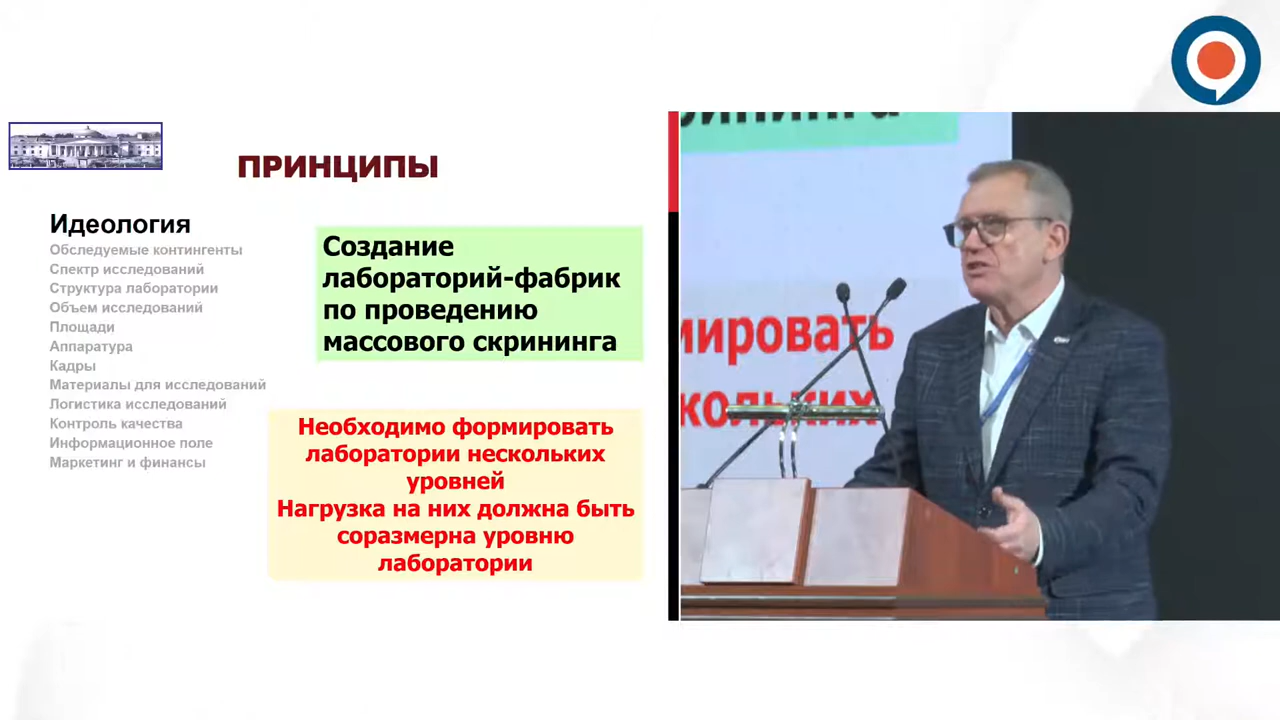 ПРИНЦИПЫ
Идеология
Обследуемые контингенты
Спектр исследований
Структура лаборатории
Объем исследований
Площади
Аппаратура
Кадры
Материалы для исследований
Логистика исследований
Контроль качества
Информационное поле
Маркетинг и финансы
Создание
лабораторий-фабрик
по проведению
массового скрининга
Необходимо формировать
лаборатории нескольких
уровней
Нагрузка на них должна быть
соразмерна уровню
лаборатории
мировать
кольких